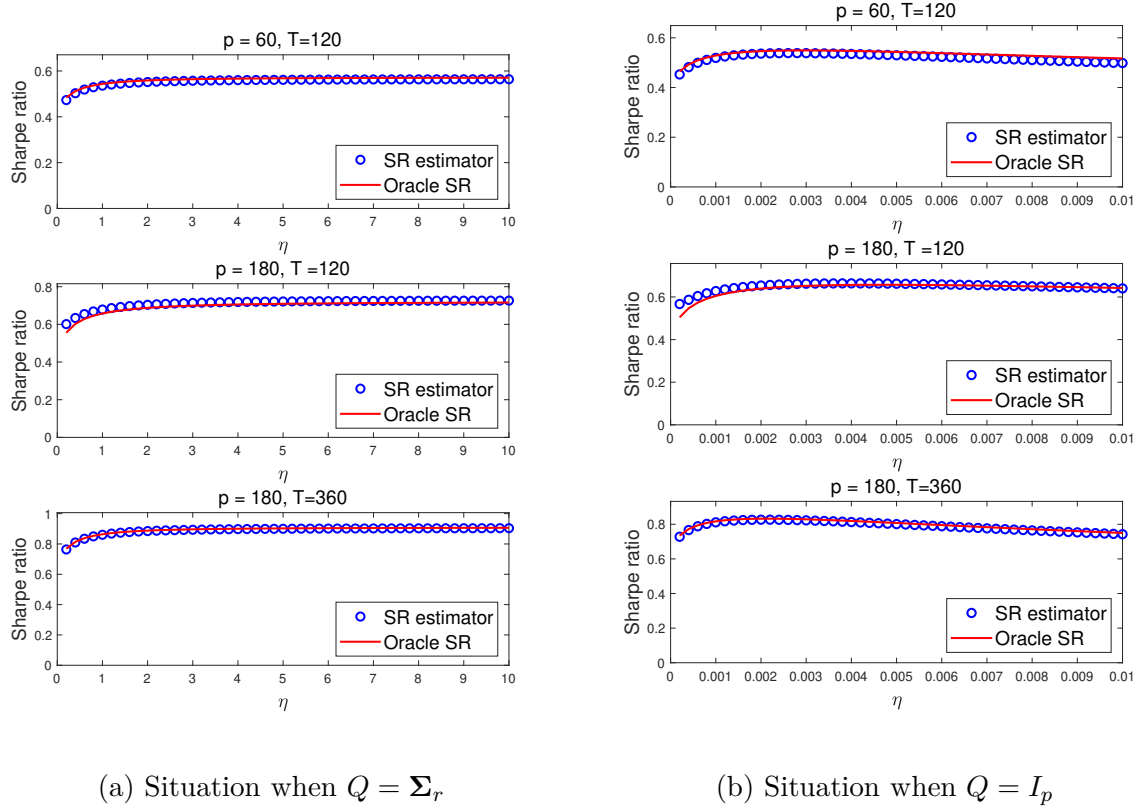 p = 60, T=120
Sharpe ratio
0.6
0.4
0.2
0
SR estimator
Oracle SR
0 1 2 3 4 5 6 7 8 9 10
η
p = 180, T=120
Sharpe ratio
0.8
0.6
0.4
0.2
0
SR estimator
Oracle SR
0 1 2 3 4 5 6 7 8 9 10
η
p = 180, T=360
Sharpe ratio
1
0.8
0.6
0.4
0.2
0
SR estimator
Oracle SR
0 1 2 3 4 5 6 7 8 9 10
η
(a) Situation when Q = Σr
p = 60, T=120
Sharpe ratio
0.6
0.4
0.2
0
SR estimator
Oracle SR
0 0.001 0.002 0.003 0.004 0.005 0.006 0.007 0.008 0.009 0.01
η
p = 180, T=120
Sharpe ratio
0.6
0.4
0.2
0
SR estimator
Oracle SR
0 0.001 0.002 0.003 0.004 0.005 0.006 0.007 0.008 0.009 0.01
η
p = 180, T=360
Sharpe ratio
0.8
0.6
0.4
0.2
0
SR estimator
Oracle SR
0 0.001 0.002 0.003 0.004 0.005 0.006 0.007 0.008 0.009 0.01
η
(b) Situation when Q = Ip